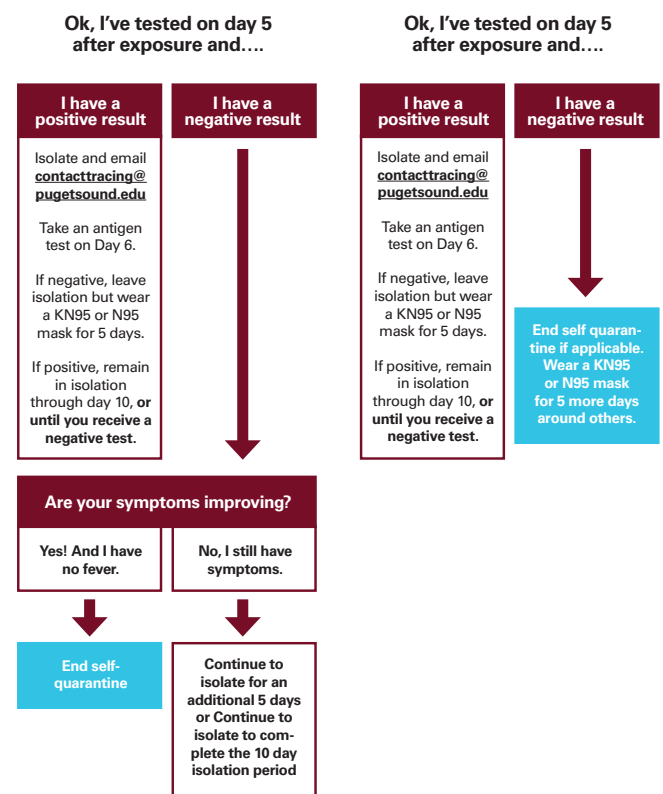 Ok, I've tested on day 5
after exposure and....
I have a
positive result
I have a
negative result
Isolate and email
contacttracing@
pugetsound.edu
Take an antigen
test on Day 6.
If negative, leave
isolation but wear
a KN95 or N95
mask for 5 days.
If positive, remain
in isolation
through day 10, or
until you receive a
negative test.
Are your symptoms improving?
Yes! And I have
no fever.
No, I still have
symptoms.
End self-
quarantine
Continue to
isolate for an
additional 5 days
or Continue to
isolate to com-
plete the 10 day
isolation period
Ok, I've tested on day 5
after exposure and....
I have a
positive result
I have a
negative result
Isolate and email
contacttracing@
pugetsound.edu
Take an antigen
test on Day 6.
If negative, leave
isolation but wear
a KN95 or N95
mask for 5 days.
If positive, remain
in isolation
through day 10, or
until you receive a
negative test.
End self quaran-
tine if applicable.
Wear a KN95
or N95 mask
for 5 more days
around others.